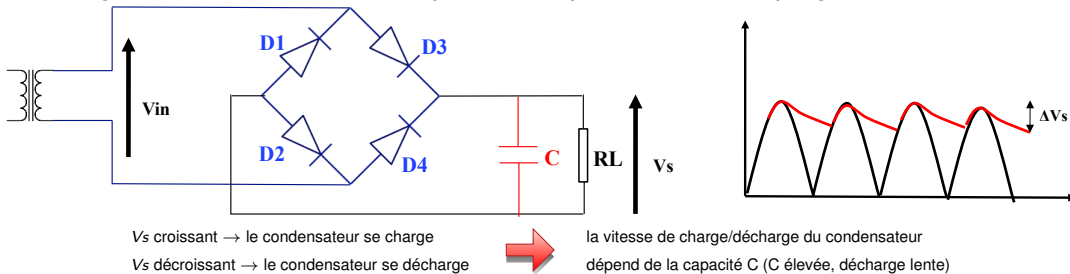 D1
D3
Vin
D2
D4
C
RL
Vs
ΔVs
Vs croissant → le condensateur se charge
Vs décroissant → le condensateur se décharge
la vitesse de charge/décharge du condensateur
dépend de la capacité C (C élevée, décharge lente)